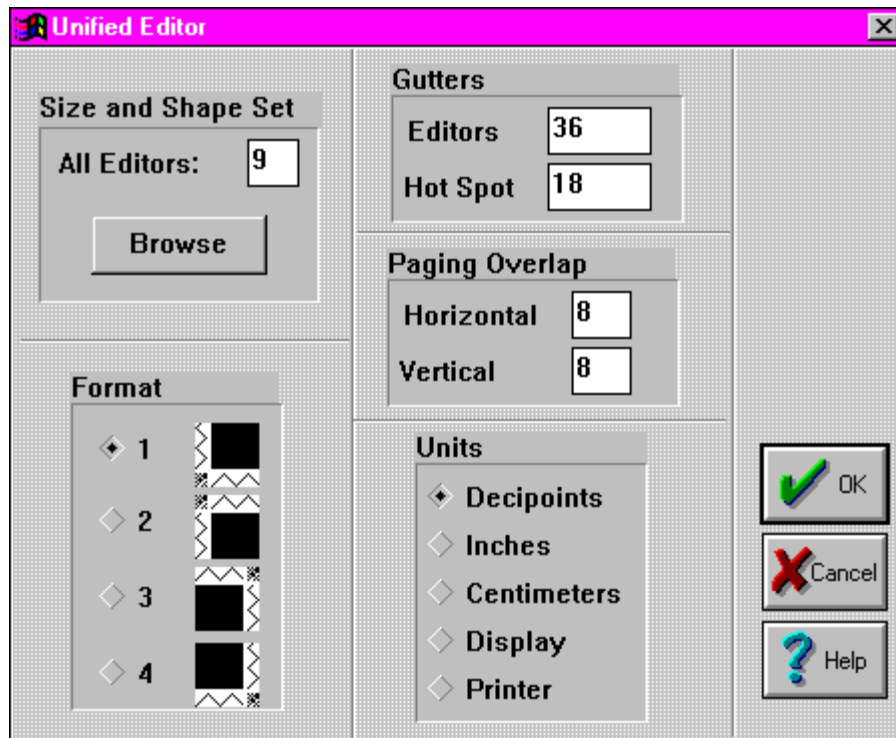 Unified Editor
Size and Shape Set
All Editors: 9
Browse
Format
1
2
3
4
Gutters
Editors 36
Hot Spot 18
Paging Overlap
Horizontal 8
Vertical 8
Units
Decipoints
Inches
Centimeters
Display
Printer
OK
Cancel
Help